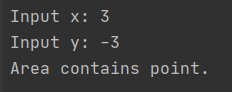 Input x: 3
Input y: -3
Area contains point.